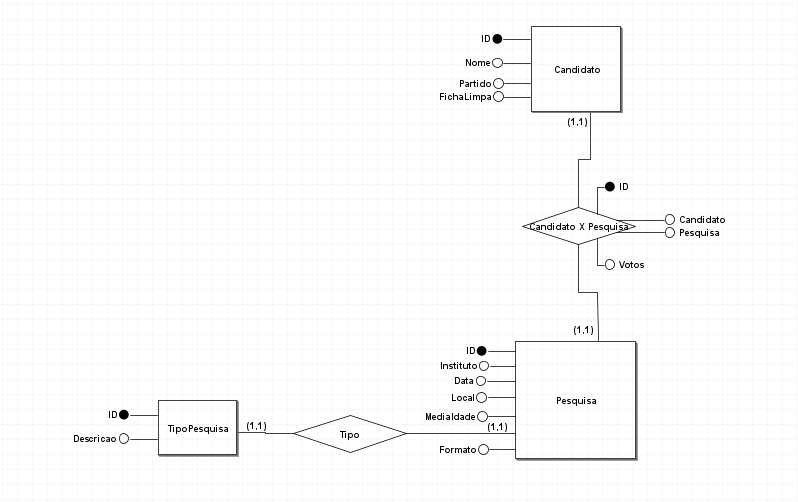 ID
Nome
Partido
FichaLimpa
Candidato
(1,1)
ID
Candidato X Pesquisa
Candidato
Pesquisa
Votos
(1,1)
ID
Instituto
Data
Local
MediaIdade
(1,1)
Formato
Pesquisa
ID
Descricao
TipoPesquisa
(1,1)
Tipo